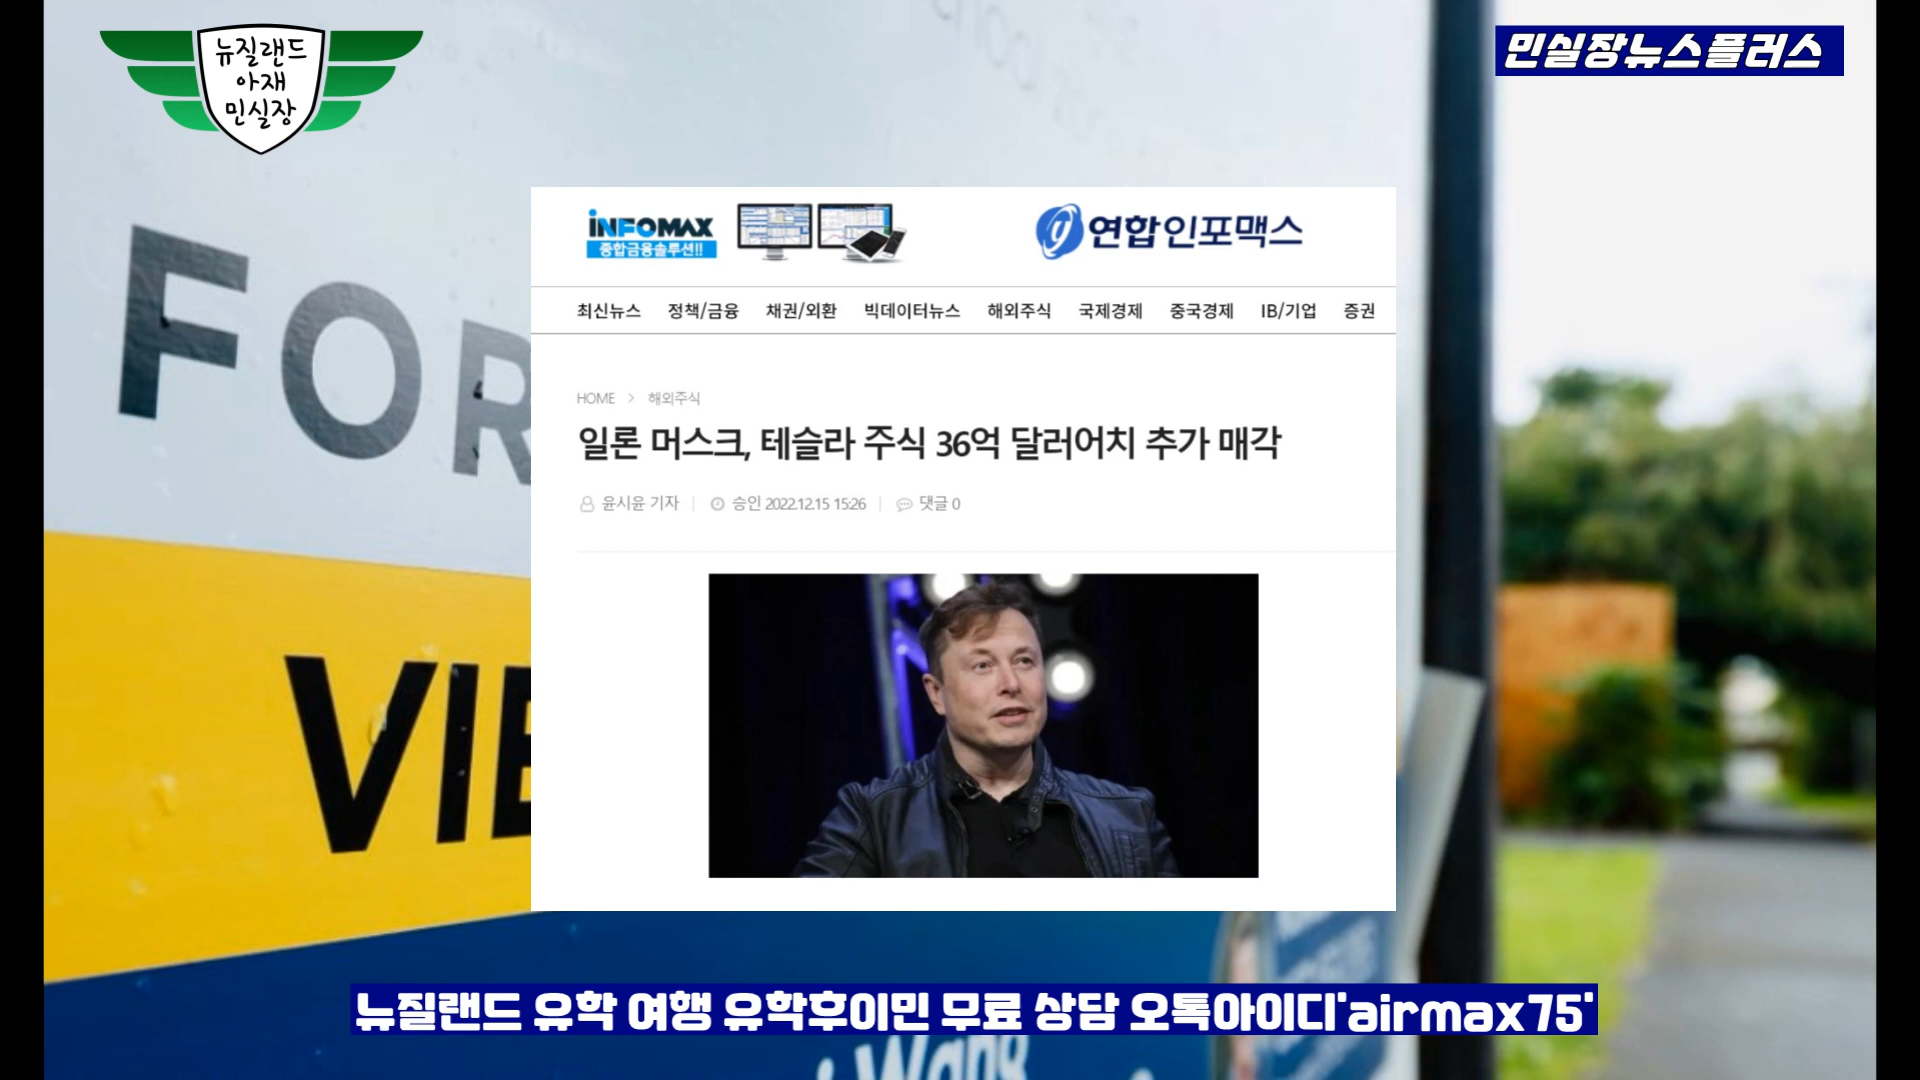 뉴질랜드
아재
민실장
민실장뉴스플러스
INFOMAX
종합금융솔루션!!
연합인포맥스
최신뉴스 정책/금융 채권/외환 빅데이터뉴스 해외주식 국제경제 중국경제 IB/기업 증권
HOME > 해외주식
일론 머스크, 테슬라 주식 36억 달러어치 추가 매각
윤시윤 기자 | 승인 2022.12.15 15:26 | 댓글 0
FOR
VIE
뉴질랜드 유학 여행 유학후이민 무료 상담 오톡아이디'airmax75'
Wang